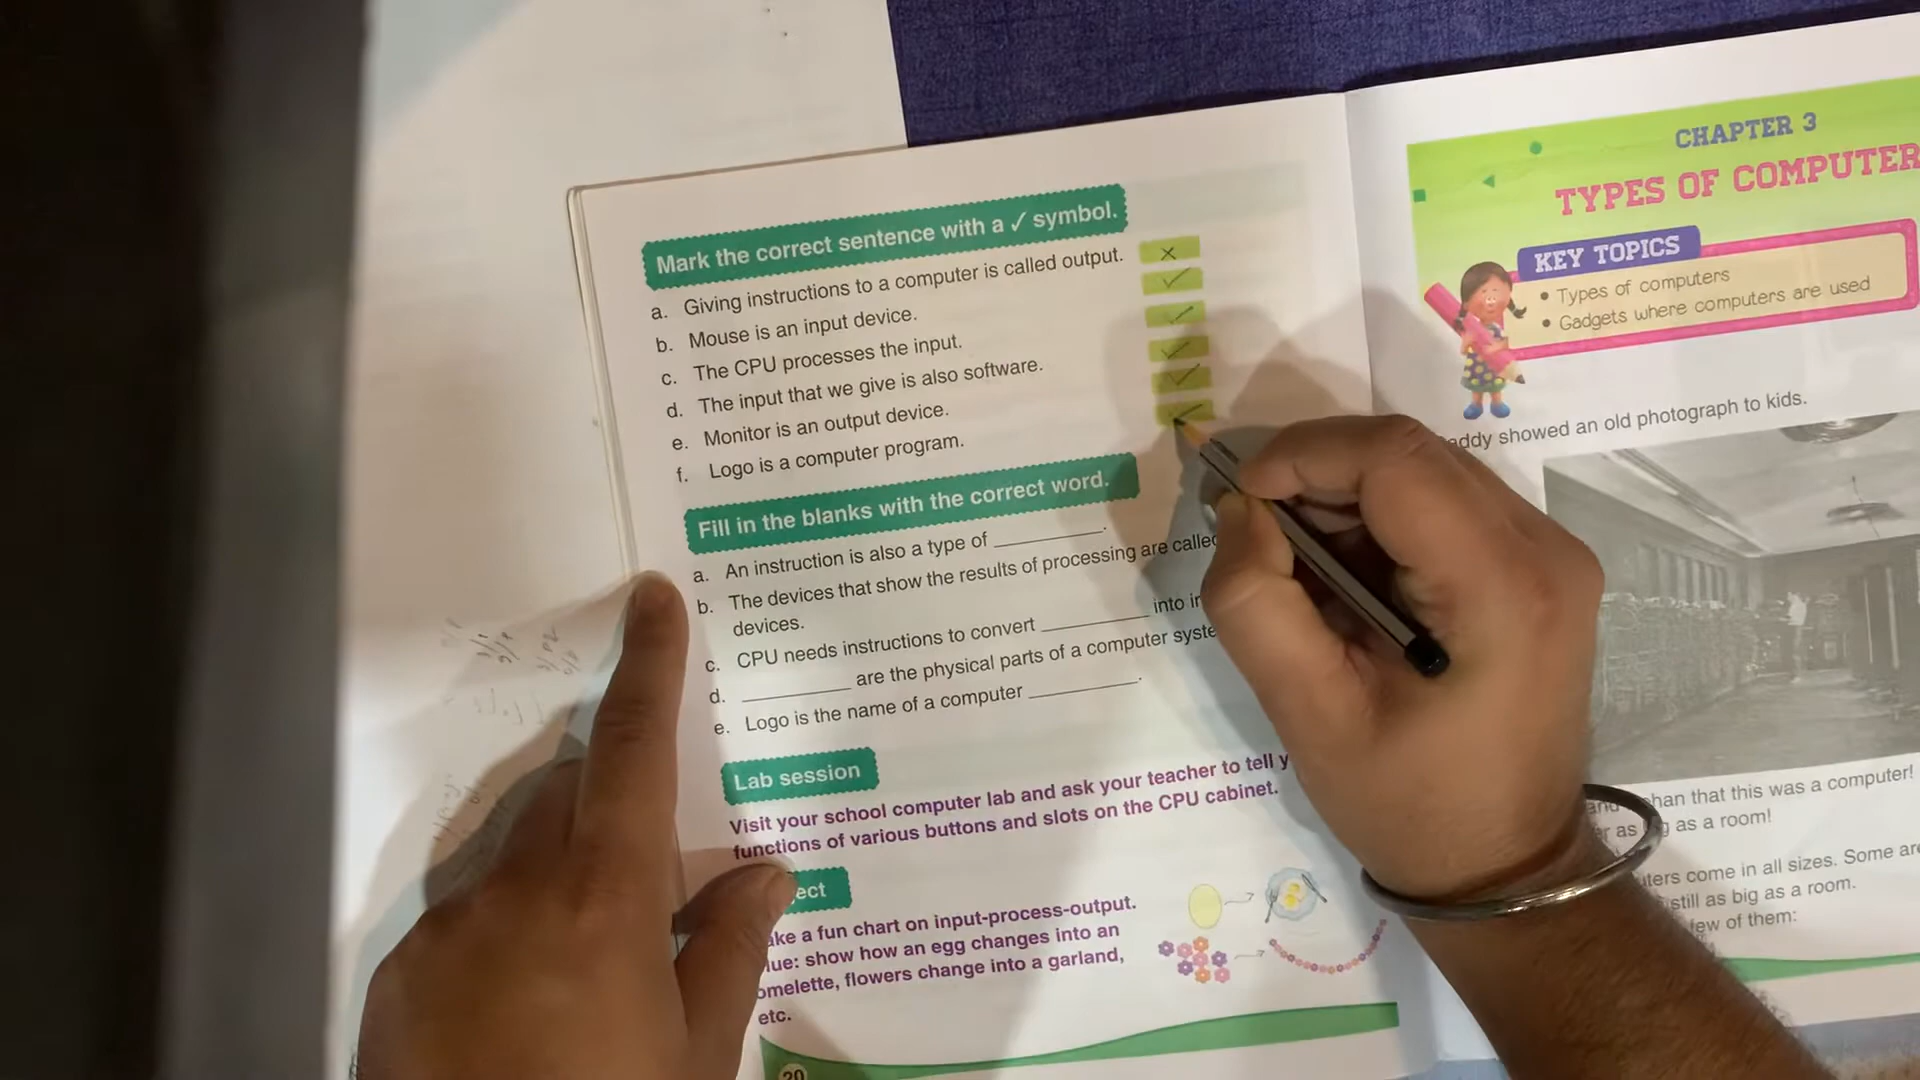 Mark the correct sentence with a ✓ symbol.
a. Giving instructions to a computer is called output. ✗
b. Mouse is an input device. ✓
c. The CPU processes the input. ✓
d. The input that we give is also software. ✓
e. Monitor is an output device. ✓
f. Logo is a computer program. ✓
Fill in the blanks with the correct word.
a. An instruction is also a type of __________.
b. The devices that show the results of processing are called
devices.
c. CPU needs instructions to convert __________ into
d. __________ are the physical parts of a computer
e. Logo is the name of a computer __________.
Lab session
Visit your school computer lab and ask your teacher to tell
functions of various buttons and slots on the CPU cabinet.
a fun chart on input-process-output.
show how an egg changes into an
omelette, flowers change into a garland,
etc.
20
CHAPTER 3
TYPES OF COMPUTER
KEY TOPICS
• Types of computers
• Gadgets where computers are used
showed an old photograph to kids.
that this was a computer!
as a room!
come in all sizes. Some
still as big as a room.
few of them: